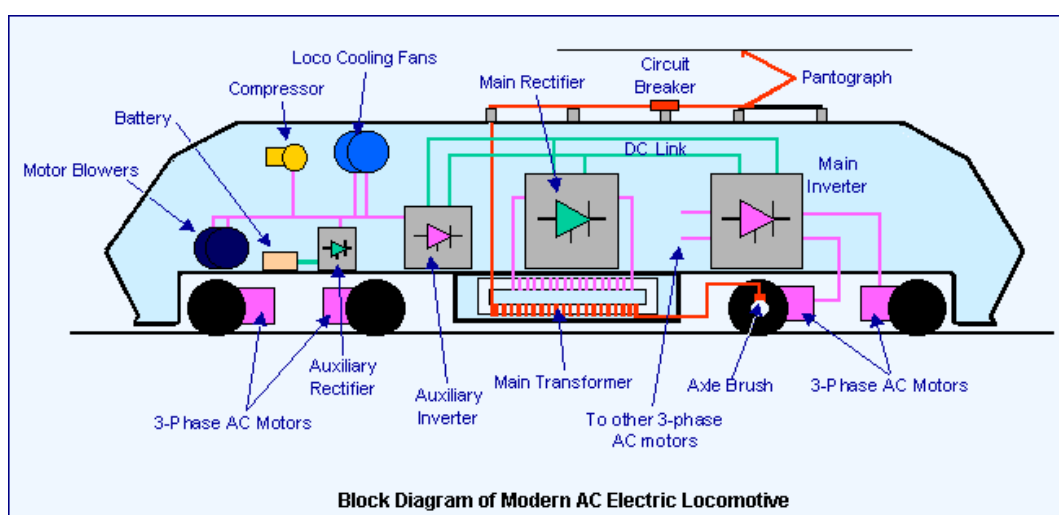 Loco Cooling Fans
Circuit
Breaker
Pantograph
Main Rectifier
Compressor
Battery
DC Link
Main
Inverter
Motor Blowers
Auxiliary
Rectifier
Main Transformer
Axle Brush
3-Phase AC Motors
Auxiliary
Inverter
3-Phase AC Motors
To other 3-phase
AC motors
Block Diagram of Modern AC Electric Locomotive